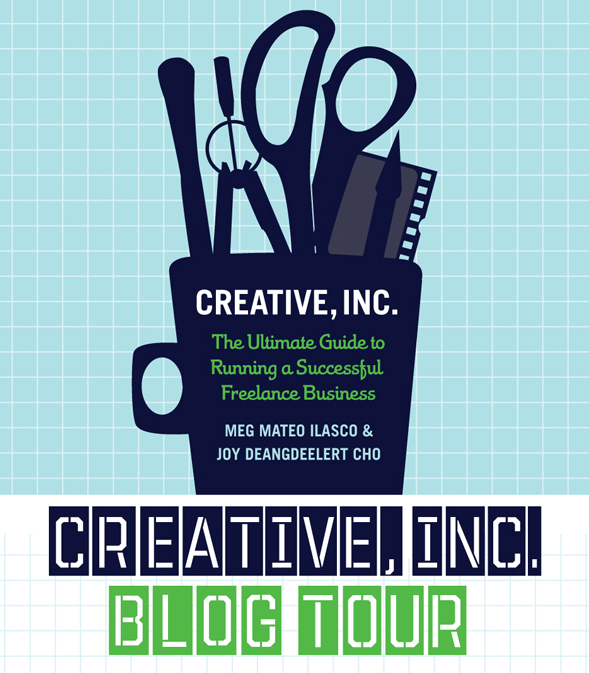 CREATIVE, INC.
The Ultimate Guide to
Running a Successful
Freelance Business
MEG MATEO ILASCO &
JOY DEANGDEELERT CHO
CREATIVE, INC.
BLOG TOUR